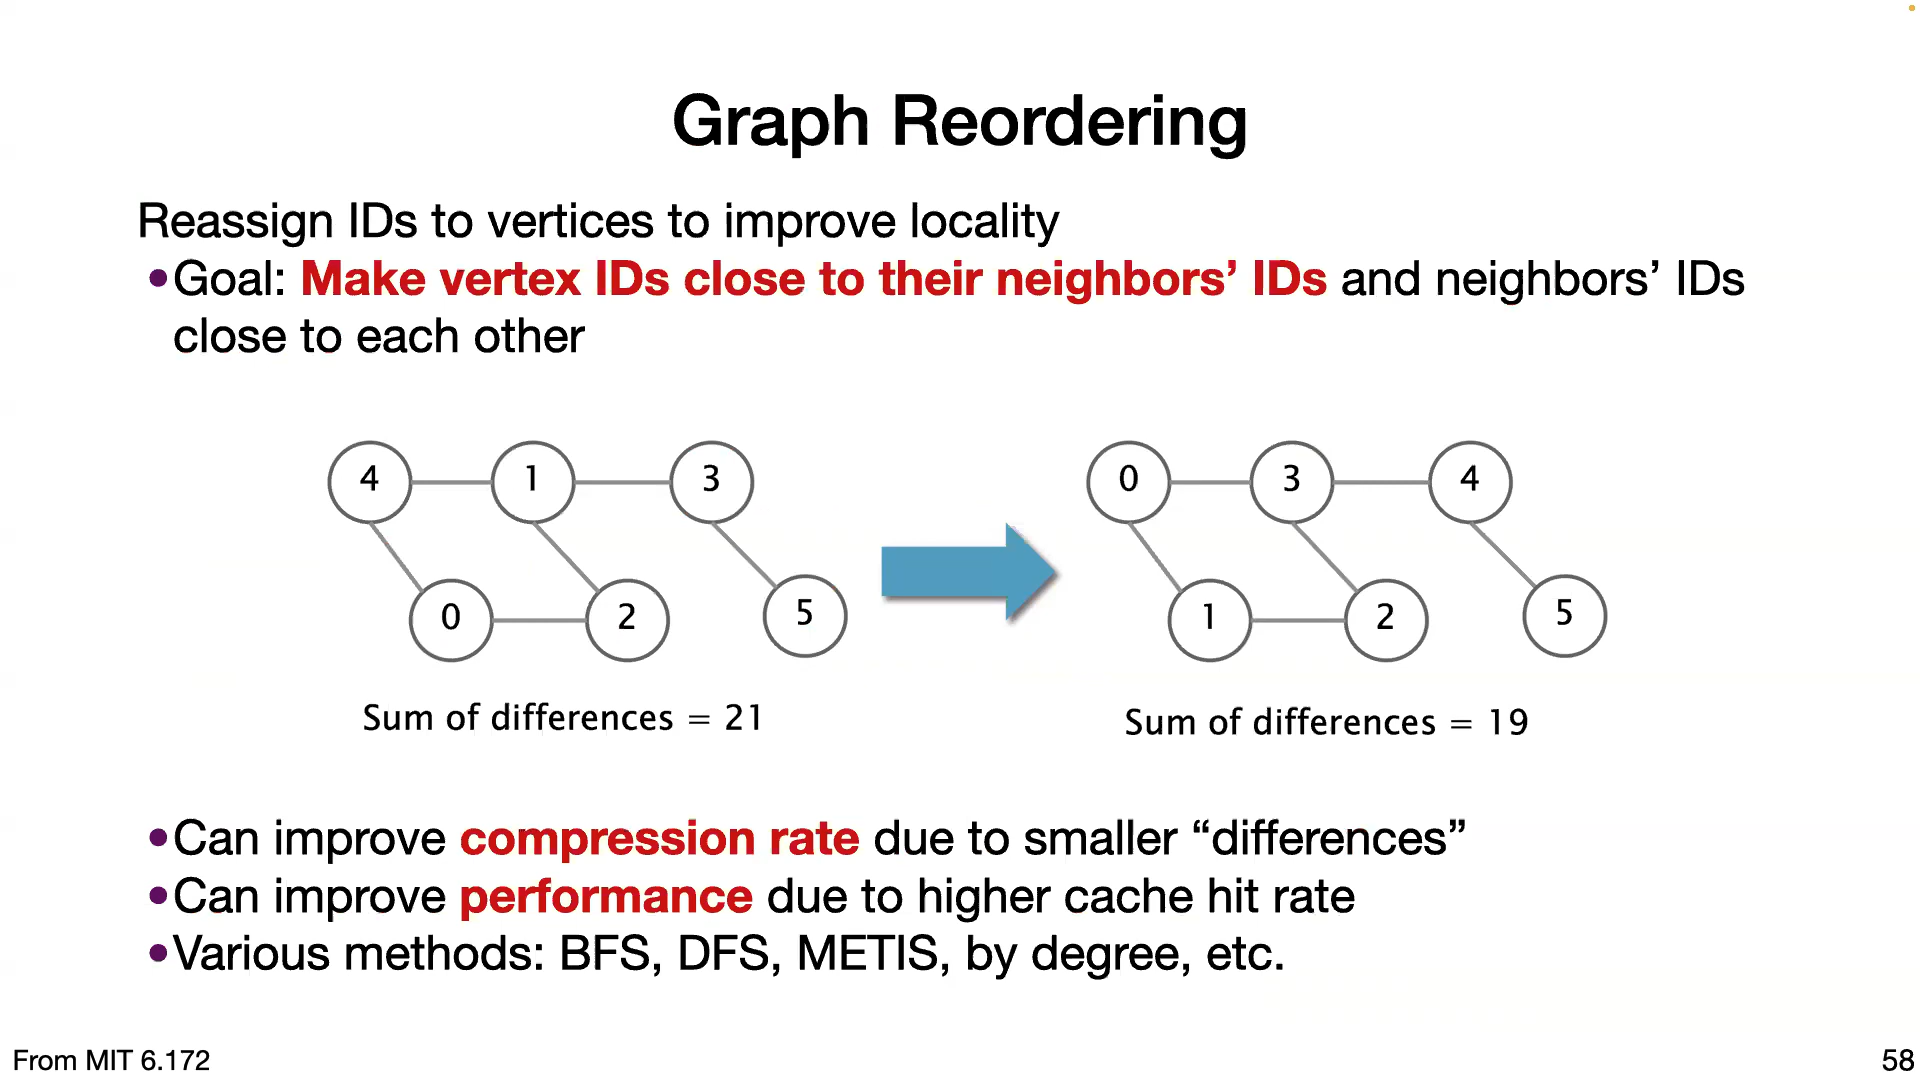 Graph Reordering
Reassign IDs to vertices to improve locality
•Goal: Make vertex IDs close to their neighbors’ IDs and neighbors’ IDs
close to each other
4 1 3
0 2 5
Sum of differences = 21
0 3 4
1 2 5
Sum of differences = 19
•Can improve compression rate due to smaller “differences”
•Can improve performance due to higher cache hit rate
•Various methods: BFS, DFS, METIS, by degree, etc.
From MIT 6.172
58